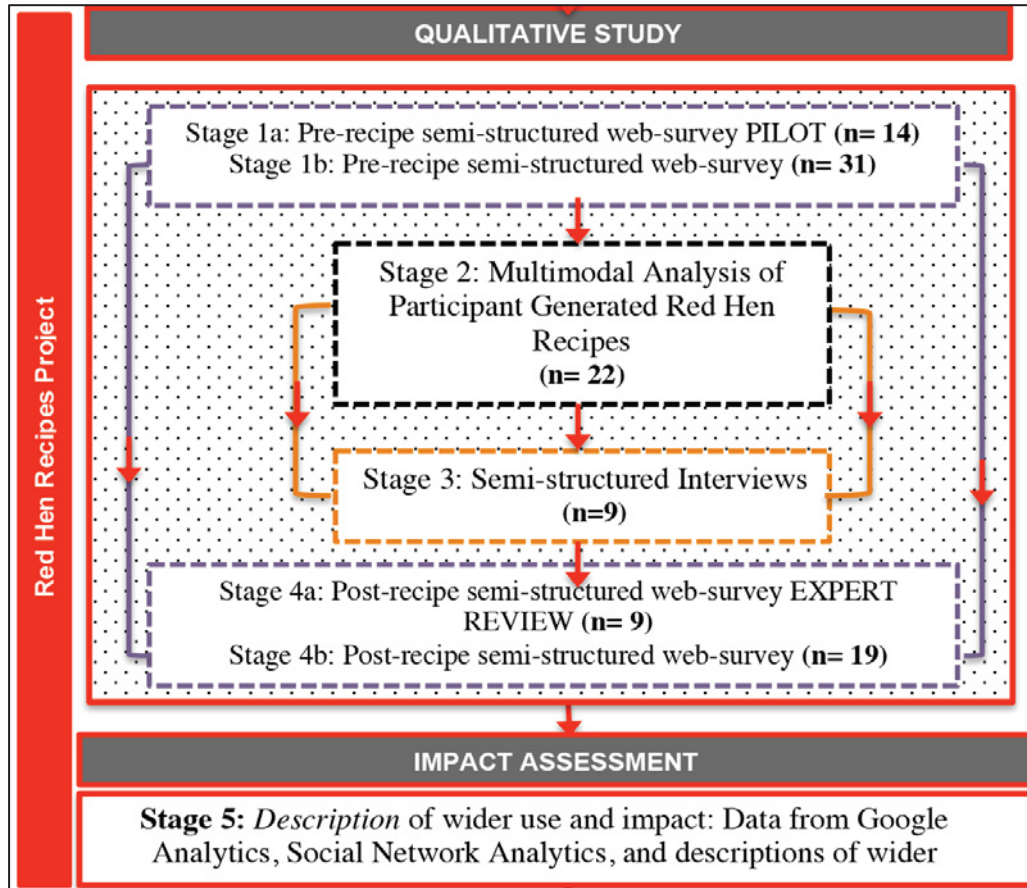 Red Hen Recipes Project
QUALITATIVE STUDY
Stage 1a: Pre-recipe semi-structured web-survey PILOT (n= 14)
Stage 1b: Pre-recipe semi-structured web-survey (n= 31)
Stage 2: Multimodal Analysis of
Participant Generated Red Hen
Recipes
(n= 22)
Stage 3: Semi-structured Interviews
(n=9)
Stage 4a: Post-recipe semi-structured web-survey EXPERT
REVIEW (n= 9)
Stage 4b: Post-recipe semi-structured web-survey (n= 19)
IMPACT ASSESSMENT
Stage 5: Description of wider use and impact: Data from Google
Analytics, Social Network Analytics, and descriptions of wider